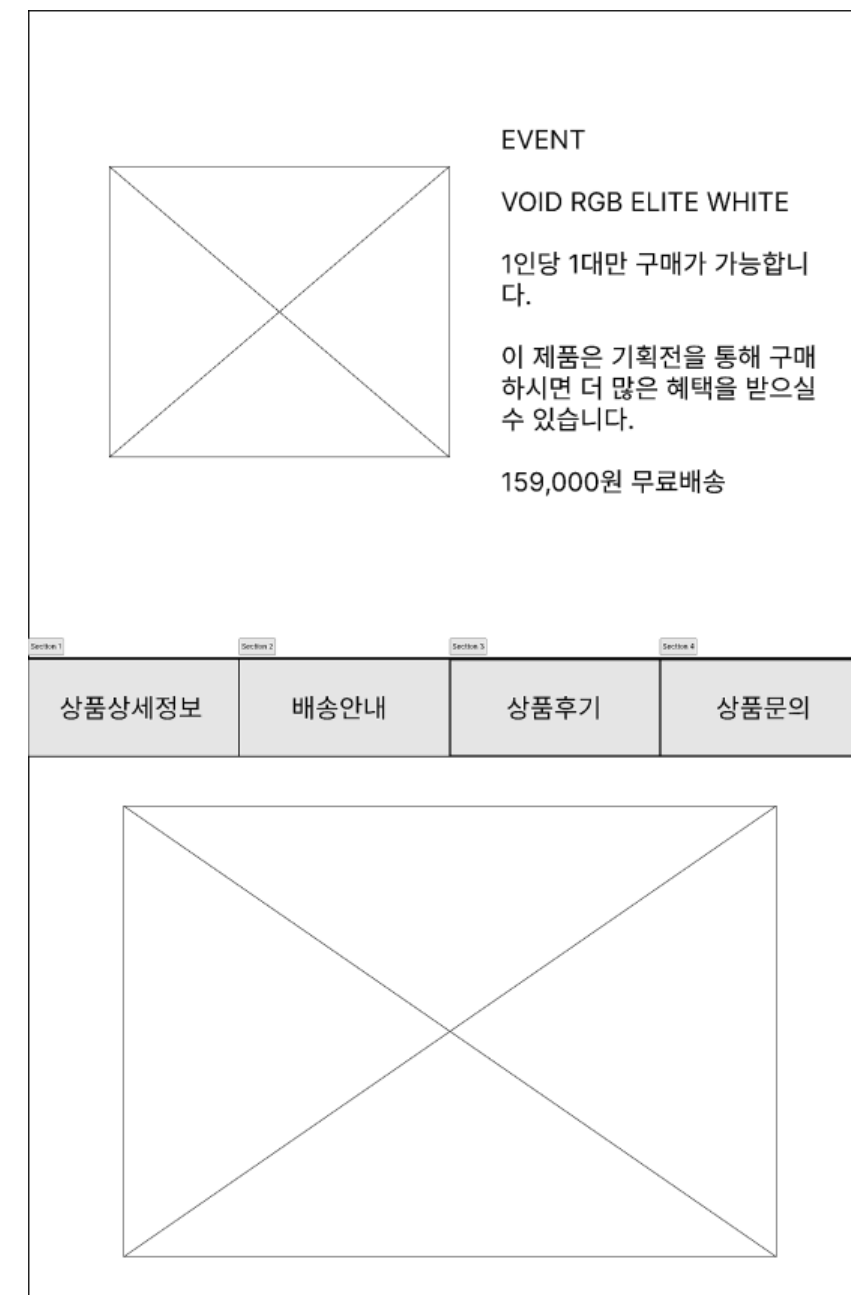 EVENT
VOID RGB ELITE WHITE
1인당 1대만 구매가 가능합니
다.
이 제품은 기획전을 통해 구매
하시면 더 많은 혜택을 받으실
수 있습니다.
159,000원 무료배송
Section 1
Section 2
Section 3
Section 4
상품상세정보
배송안내
상품후기
상품문의